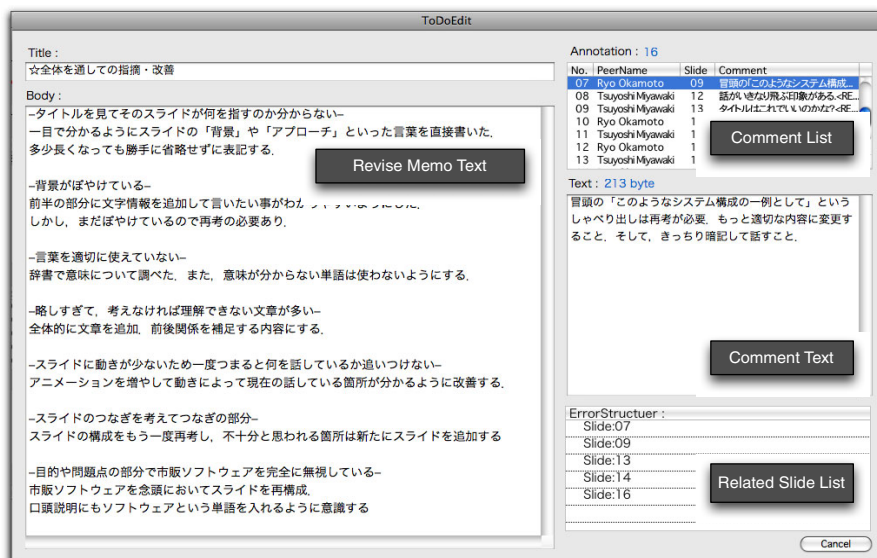 ToDoEdit
Title :
☆全体を通しての指摘・改善
Body :
–タイトルを見てそのスライドが何を指すのか分からない–
一目で分かるようにスライドの「背景」や「アプローチ」といった言葉を直接書いた．
多少長くなっても勝手に省略せずに表記する．
Revise Memo Text
–背景がぼやけている–
前半の部分に文字情報を追加して言いたい事がわかりやすいようにした．
しかし，まだぼやけているので再考の必要あり．
–言葉を適切に使えていない–
辞書で意味について調べた．また，意味が分からない単語は使わないようにする．
–略しすぎて，考えなければ理解できない文章が多い–
全体的に文章を追加．前後関係を補足する内容にする．
–スライドに動きが少ないため一度つまると何を話しているか追いつけない–
アニメーションを増やして動きによって現在の話している箇所が分かるように改善する．
–スライドのつなぎを考えてつなぎの部分–
スライドの構成をもう一度再考し，不十分と思われる箇所は新たにスライドを追加する
–目的や問題点の部分で市販ソフトウェアを完全に無視している–
市販ソフトウェアを念頭においてスライドを再構成．
口頭説明にもソフトウェアという単語を入れるように意識する
Annotation : 16
No. PeerName Slide Comment
07 Ryo Okamoto 09 冒頭の「このようなシステム構成...
08 Tsuyoshi Miyawaki 12 話がいきなり飛ぶ印象がある.<RE...
09 Tsuyoshi Miyawaki 13 タイトルはこれでいいのかな?<RE...
10 Ryo Okamoto 1
11 Tsuyoshi Miyawaki 1
12 Ryo Okamoto 1
13 Tsuyoshi Miyawaki 1
Comment List
Text : 213 byte
冒頭の「このようなシステム構成の一例として」という
しゃべり出しは再考が必要．もっと適切な内容に変更す
ること．そして，きっちり暗記して話すこと．
Comment Text
ErrorStructuer :
Slide:07
Slide:09
Slide:13
Slide:14
Slide:16
Related Slide List
Cancel